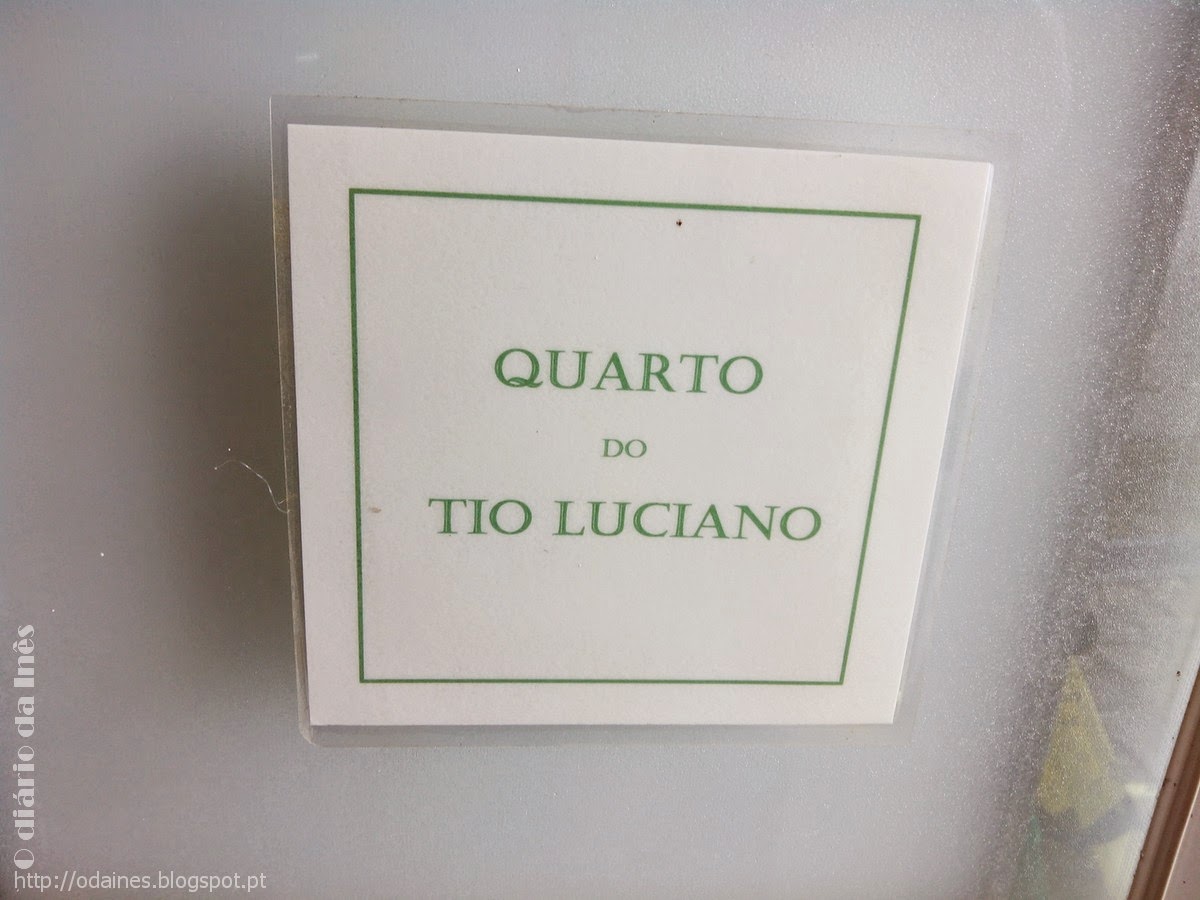 QUARTO
DO
TIO LUCIANO
O diário da Inês
http://odaines.blogspot.pt